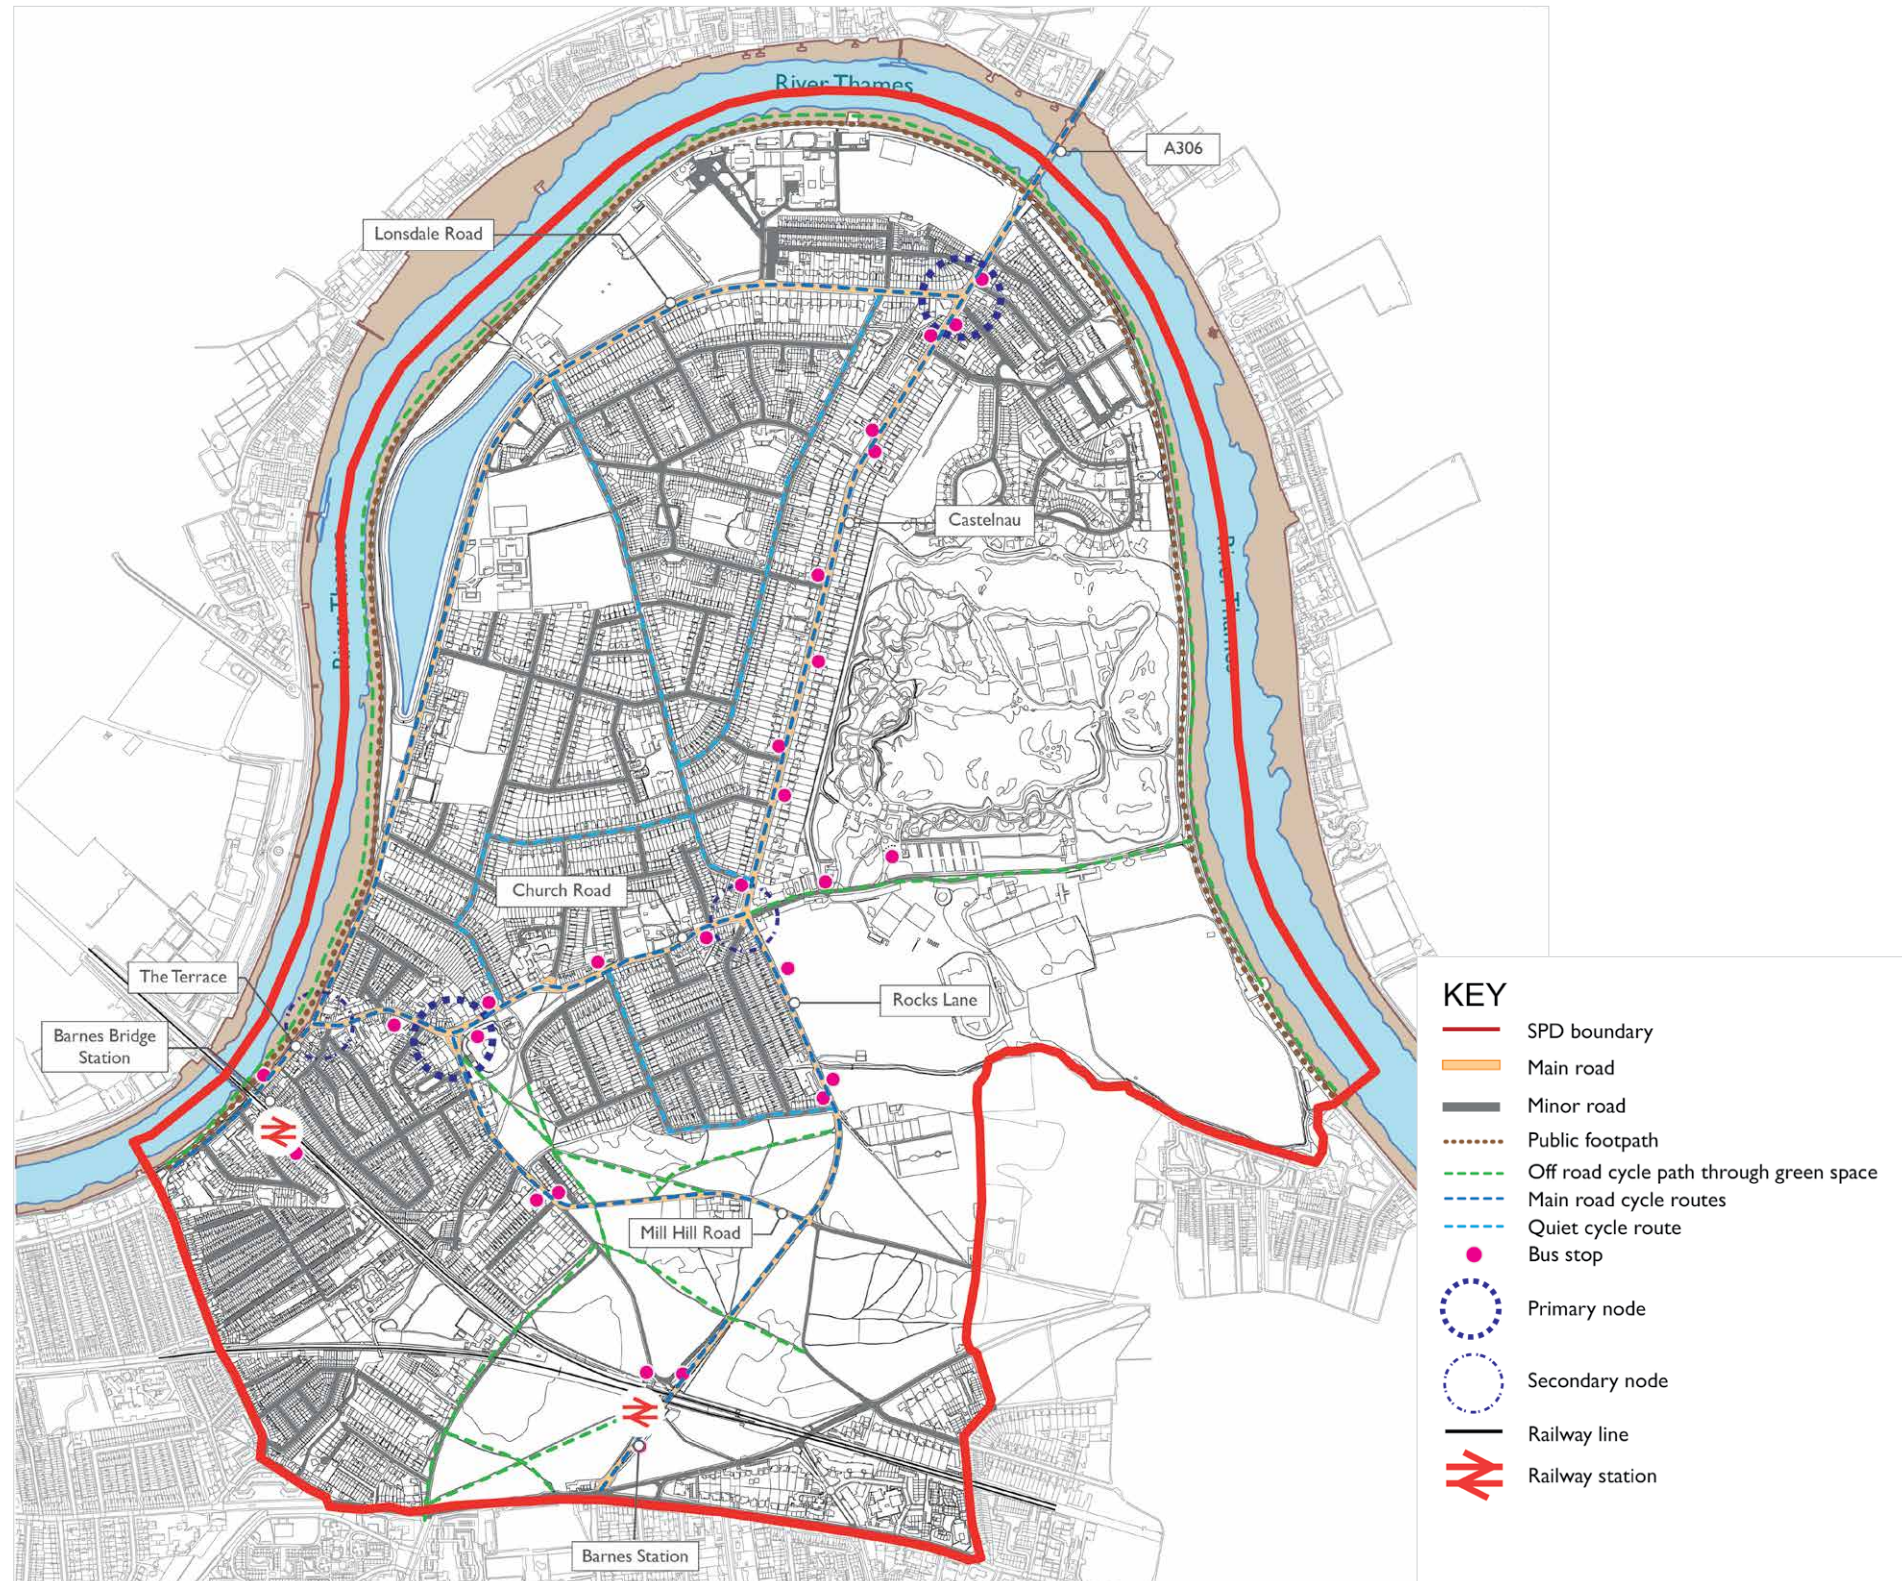 River Thames
A306
Lonsdale Road
Castelnau
River Thames
River Thames
Church Road
The Terrace
Rocks Lane
Barnes Bridge
Station
Mill Hill Road
Barnes Station
KEY
SPD boundary
Main road
Minor road
Public footpath
Off road cycle path through green space
Main road cycle routes
Quiet cycle route
Bus stop
Primary node
Secondary node
Railway line
Railway station